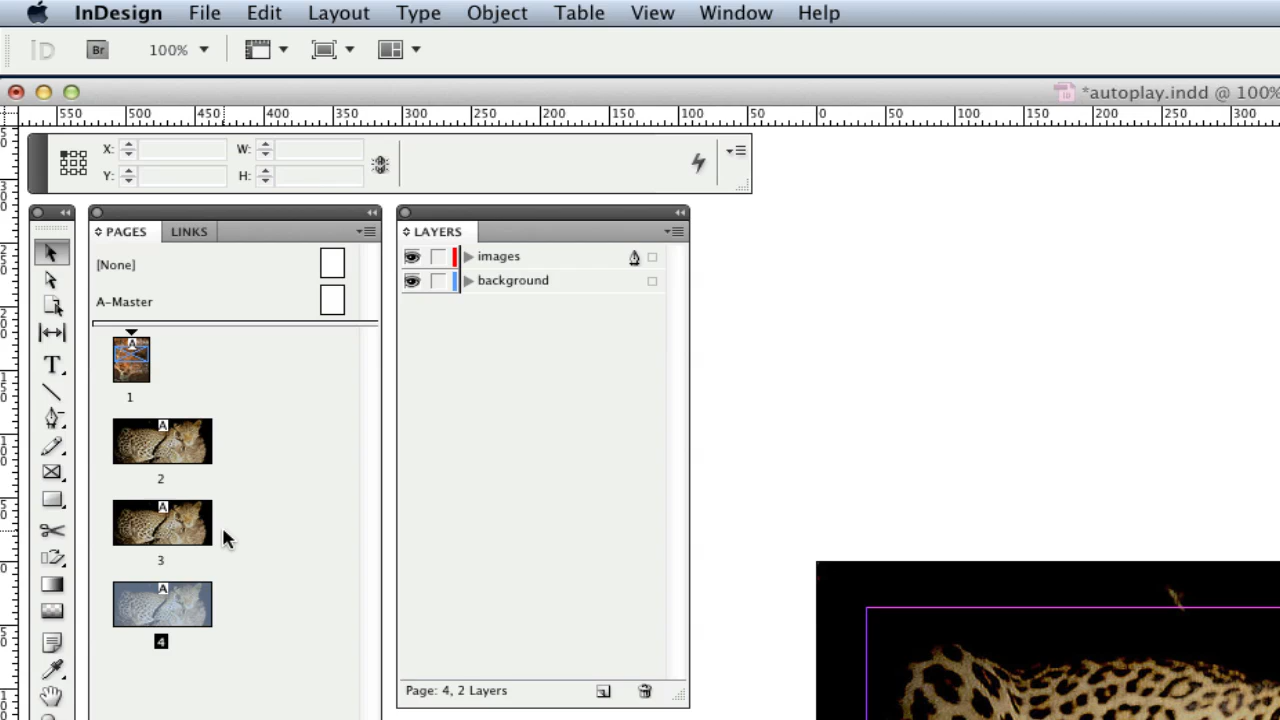 InDesign File Edit Layout Type Object Table View Window Help
ID Br 100%
*autoplay.indd @ 100%
550 500 450 400 350 300 250 200 150 100 50 0 50 100 150 200 250 300
X: W:
Y: H:
PAGES LINKS
LAYERS
[None]
images
A-Master
background
A
1
A
2
A
3
A
4
Page: 4, 2 Layers